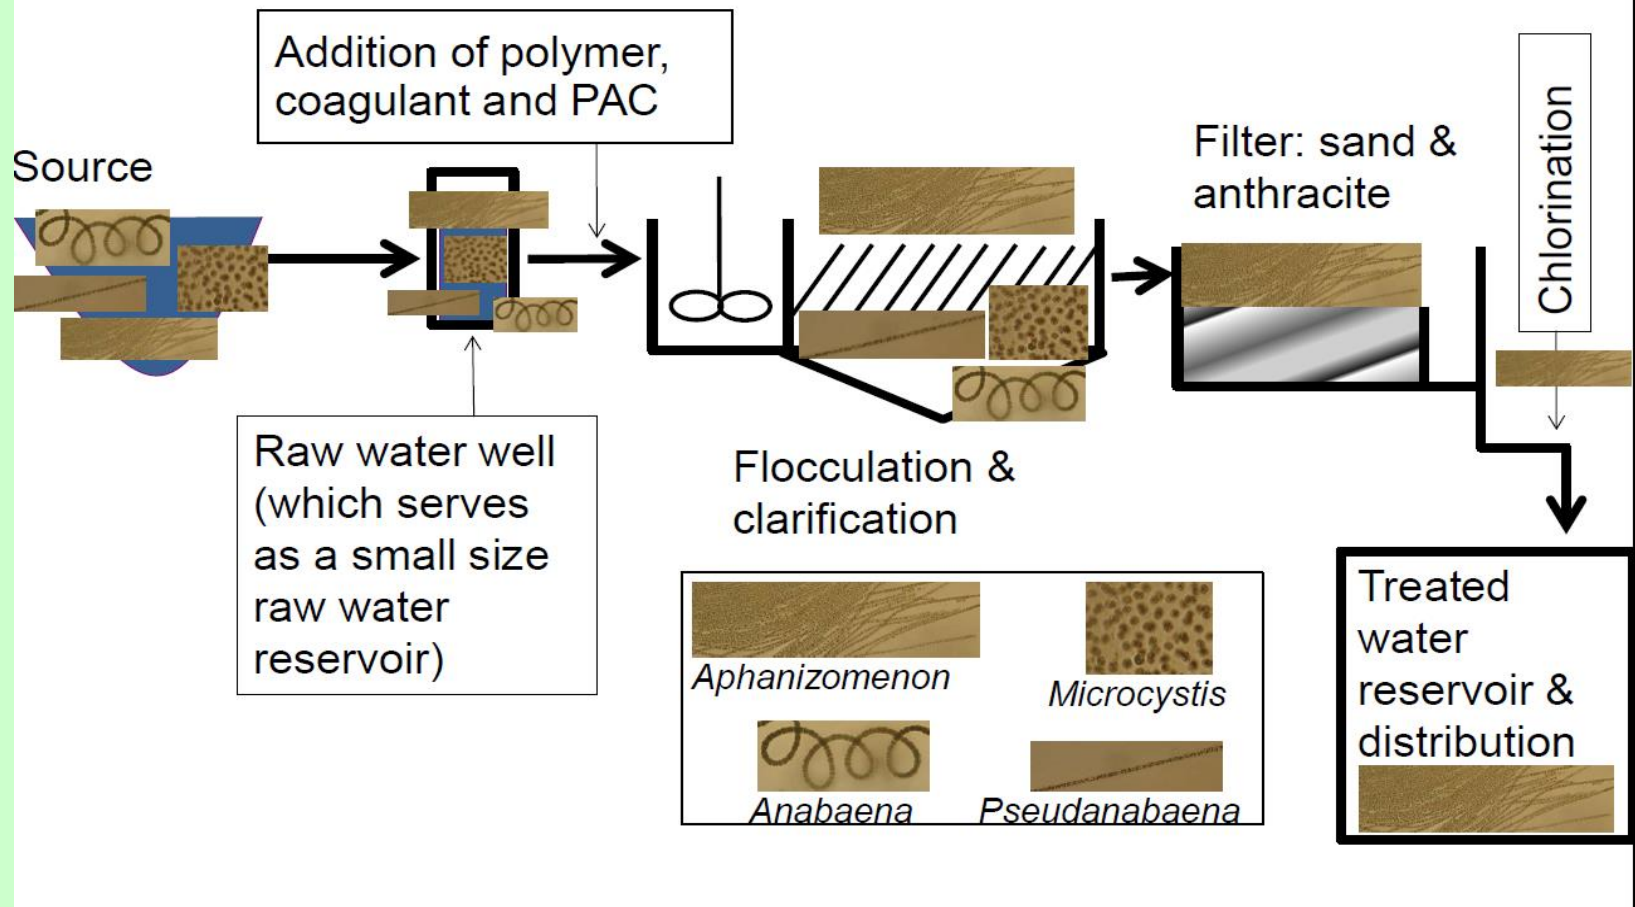 Addition of polymer,
coagulant and PAC
Source
Filter: sand &
anthracite
Chlorination
Raw water well
(which serves
as a small size
raw water
reservoir)
Flocculation &
clarification
Aphanizomenon
Microcystis
Anabaena
Pseudanabaena
Treated
water
reservoir &
distribution